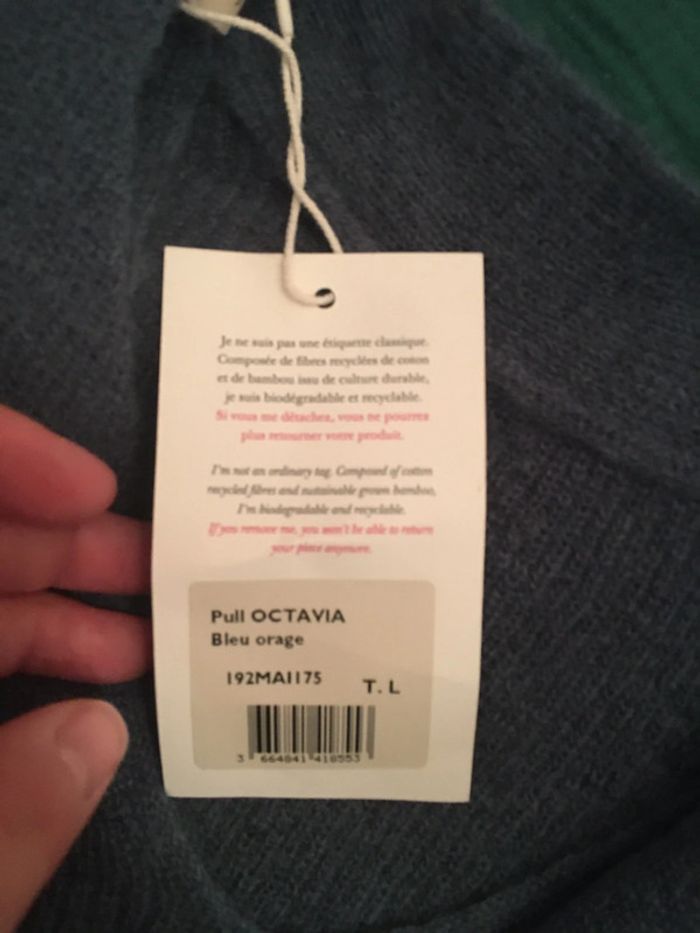 Je ne suis pas une étiquette classique.
Composée de fibres recyclées de coton
et de bambou issu de culture durable,
je suis biodégradable et recyclable.
Si vous me détachez, vous ne pourrez
plus retourner votre produit.
I'm not an ordinary tag. Composed of cotton
recycled fibres and sustainable grown bamboo,
I'm biodegradable and recyclable.
If you remove me, you won't be able to return
your piece anymore.
Pull OCTAVIA
Bleu orage
192MAI175
T. L
3 664841 418553